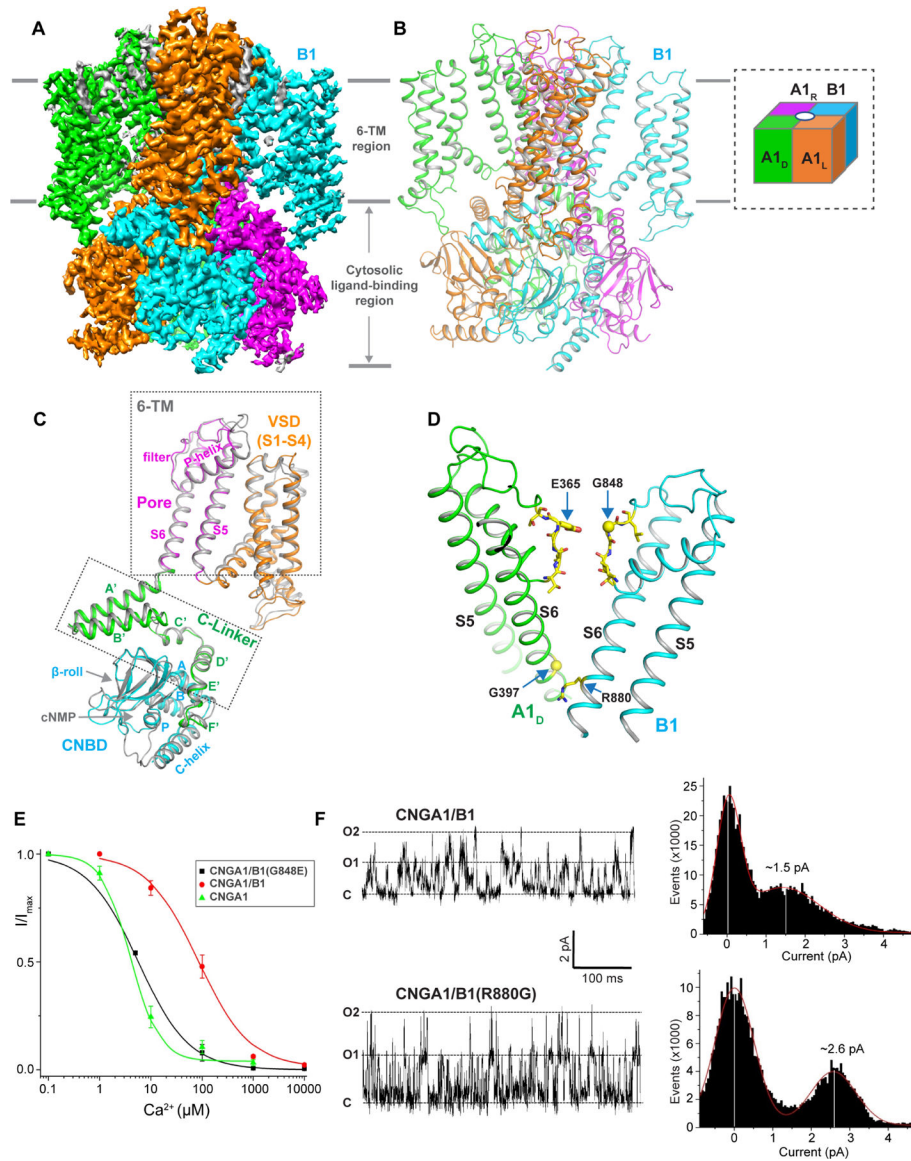 A
B1
6-TM
region
Cytosolic
ligand-binding
region
B
B1
A1R B1
A1D
A1L
C
6-TM
VSD
(S1-S4)
filter
P-helix
Pore
S6
S5
A'
B'
C'
C-Linker
D'
E'
F'
β-roll
A
B
cNMP
P
CNBD
C-helix
D
E365
G848
S5
S6
S6
S5
G397
R880
A1D
B1
E
I/Imax
1.0
0.5
0.0
0.1 1 10 100 1000 10000
Ca²⁺ (µM)
CNGA1/B1(G848E)
CNGA1/B1
CNGA1
F
CNGA1/B1
O2
O1
C
2 pA
100 ms
CNGA1/B1(R880G)
O2
O1
C
Events (x1000)
25
20
15
10
5
0
~1.5 pA
0 1 2 3 4
Current (pA)
Events (x1000)
10
8
6
4
2
0
~2.6 pA
0 1 2 3 4
Current (pA)